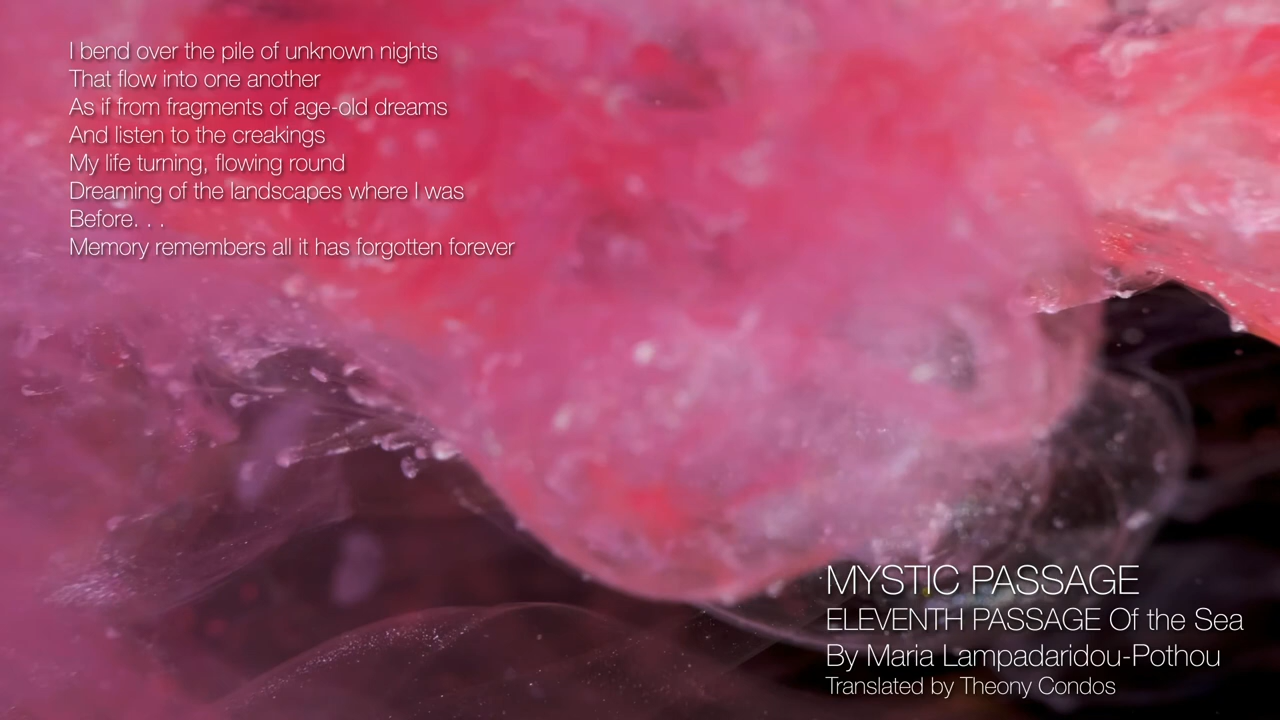 I bend over the pile of unknown nights
That flow into one another
As if from fragments of age-old dreams
And listen to the creakings
My life turning, flowing round
Dreaming of the landscapes where I was
Before. . .
Memory remembers all it has forgotten forever
MYSTIC PASSAGE
ELEVENTH PASSAGE Of the Sea
By Maria Lampadaridou-Pothou
Translated by Theony Condos